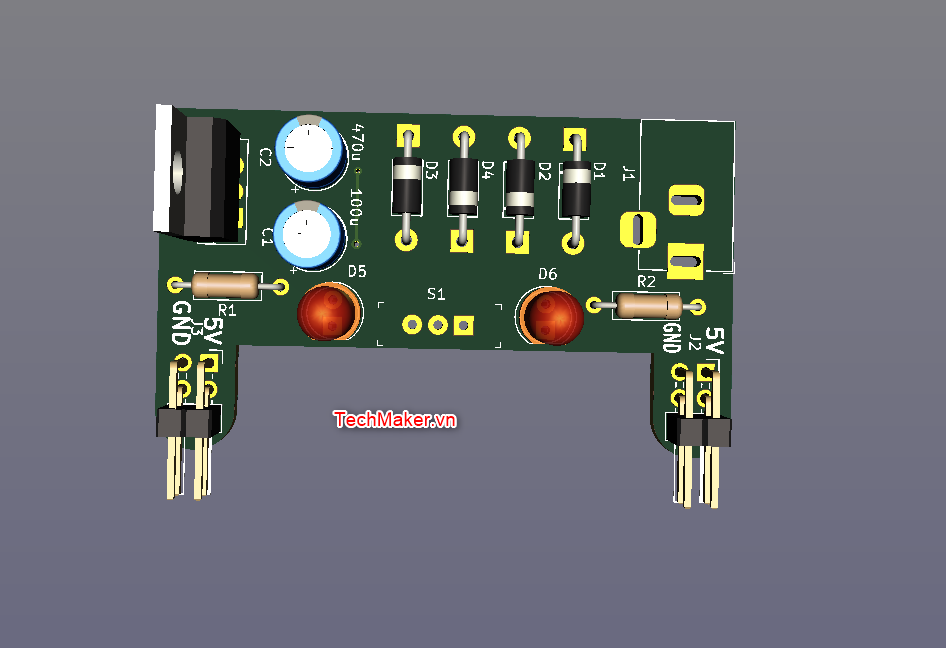 C2
470u
D3
D4
D2
D1
J1
+
100u
C1
+
D5
D6
R2
S1
R1
GND
5V
J3
GND
J2
5V
TechMaker.vn